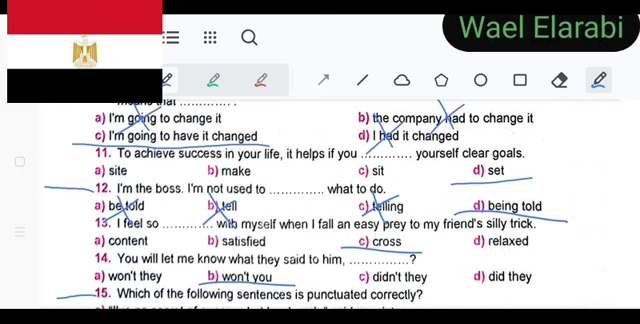 Wael Elarabi
means that ............. .
a) I'm going to change it b) the company had to change it
c) I'm going to have it changed d) I had it changed
11. To achieve success in your life, it helps if you ............. yourself clear goals.
a) site b) make c) sit d) set
12. I'm the boss. I'm not used to ............. what to do.
a) be told b) tell c) telling d) being told
13. I feel so ............. with myself when I fall an easy prey to my friend's silly trick.
a) content b) satisfied c) cross d) relaxed
14. You will let me know what they said to him, ...............?
a) won't they b) won't you c) didn't they d) did they
15. Which of the following sentences is punctuated correctly?